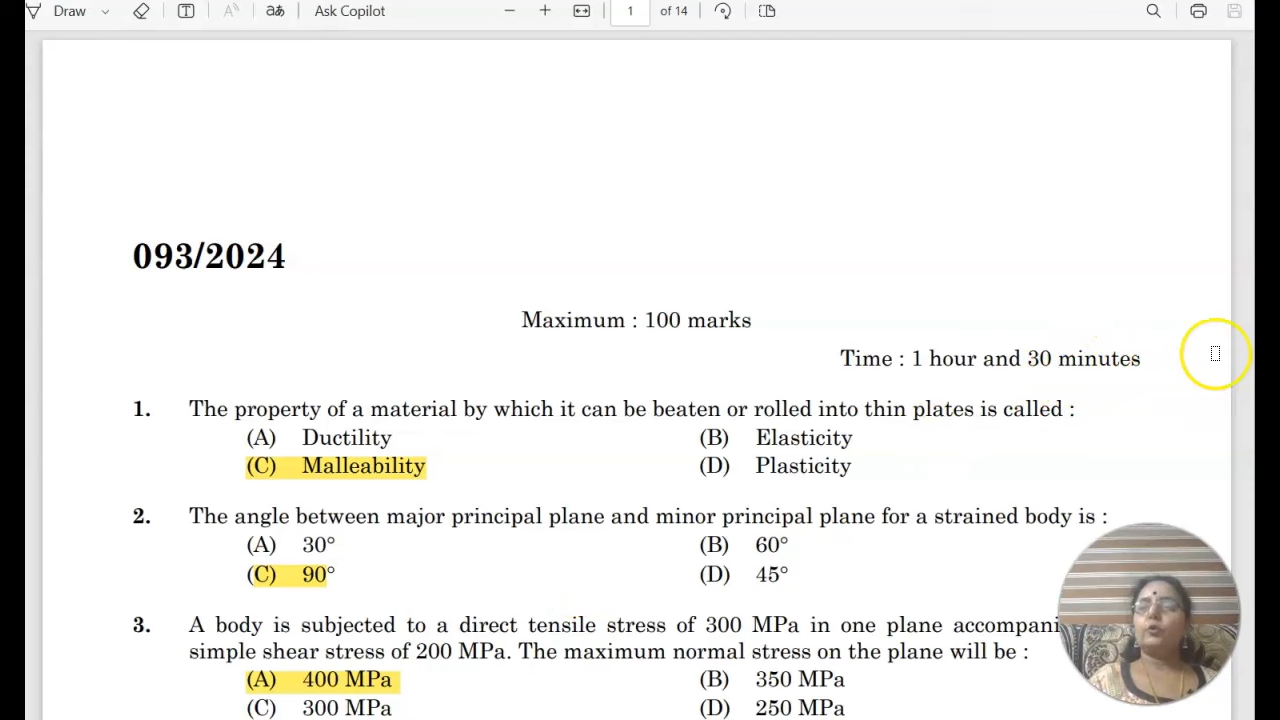 Draw
Ask Copilot
1 of 14
093/2024
Maximum : 100 marks
Time : 1 hour and 30 minutes
1. The property of a material by which it can be beaten or rolled into thin plates is called :
(A) Ductility (B) Elasticity
(C) Malleability (D) Plasticity
2. The angle between major principal plane and minor principal plane for a strained body is :
(A) 30° (B) 60°
(C) 90° (D) 45°
3. A body is subjected to a direct tensile stress of 300 MPa in one plane accompani
simple shear stress of 200 MPa. The maximum normal stress on the plane will be :
(A) 400 MPa (B) 350 MPa
(C) 300 MPa (D) 250 MPa